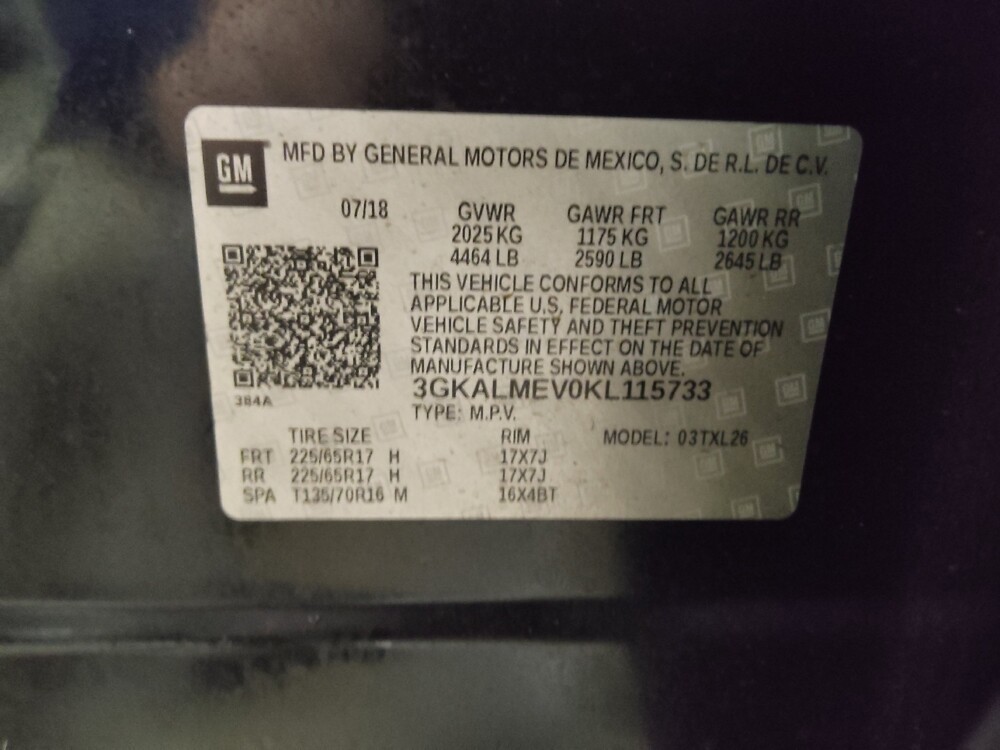 GM
MFD BY GENERAL MOTORS DE MEXICO, S. DE R.L. DE C.V.
07/18 GVWR GAWR FRT GAWR RR
2025 KG 1175 KG 1200 KG
4464 LB 2590 LB 2645 LB
THIS VEHICLE CONFORMS TO ALL
APPLICABLE U.S. FEDERAL MOTOR
VEHICLE SAFETY AND THEFT PREVENTION
STANDARDS IN EFFECT ON THE DATE OF
MANUFACTURE SHOWN ABOVE.
3GKALMEV0KL115733
384A
TYPE: M.P.V.
TIRE SIZE RIM MODEL: 03TXL26
FRT 225/65R17 H 17X7J
RR 225/65R17 H 17X7J
SPA T135/70R16 M 16X4BT